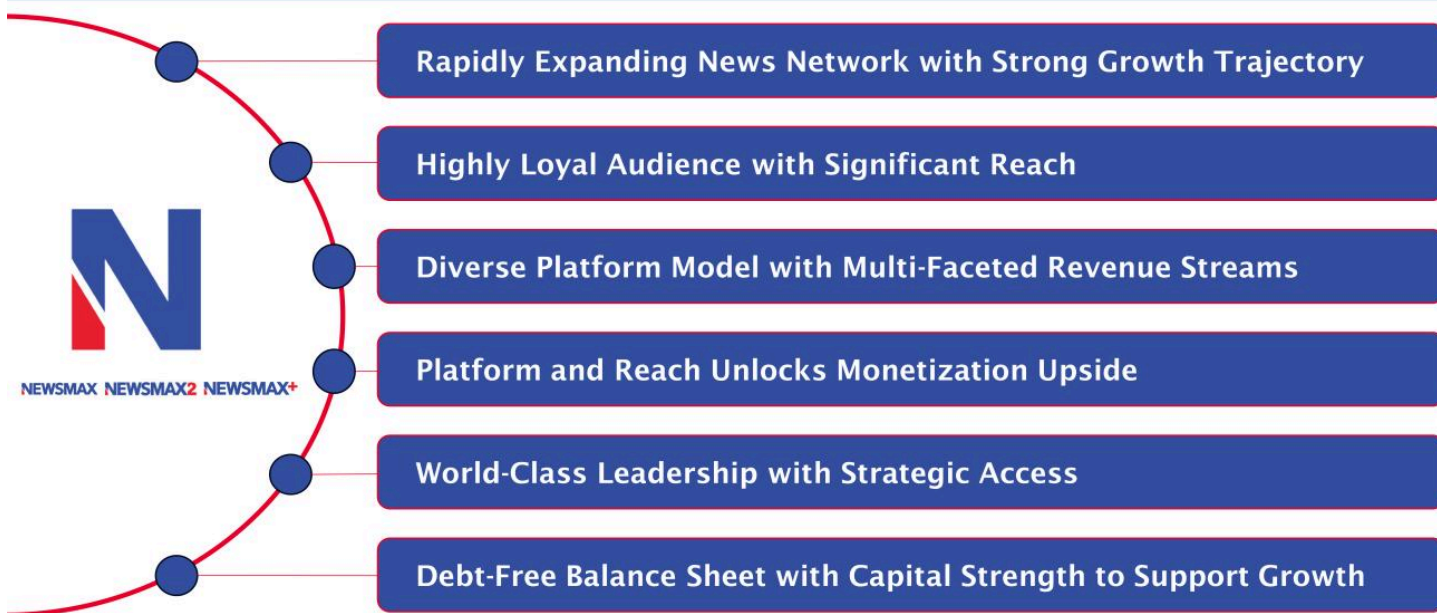 Rapidly Expanding News Network with Strong Growth Trajectory
Highly Loyal Audience with Significant Reach
Diverse Platform Model with Multi-Faceted Revenue Streams
N
NEWSMAX NEWSMAX2 NEWSMAX+
Platform and Reach Unlocks Monetization Upside
World-Class Leadership with Strategic Access
Debt-Free Balance Sheet with Capital Strength to Support Growth